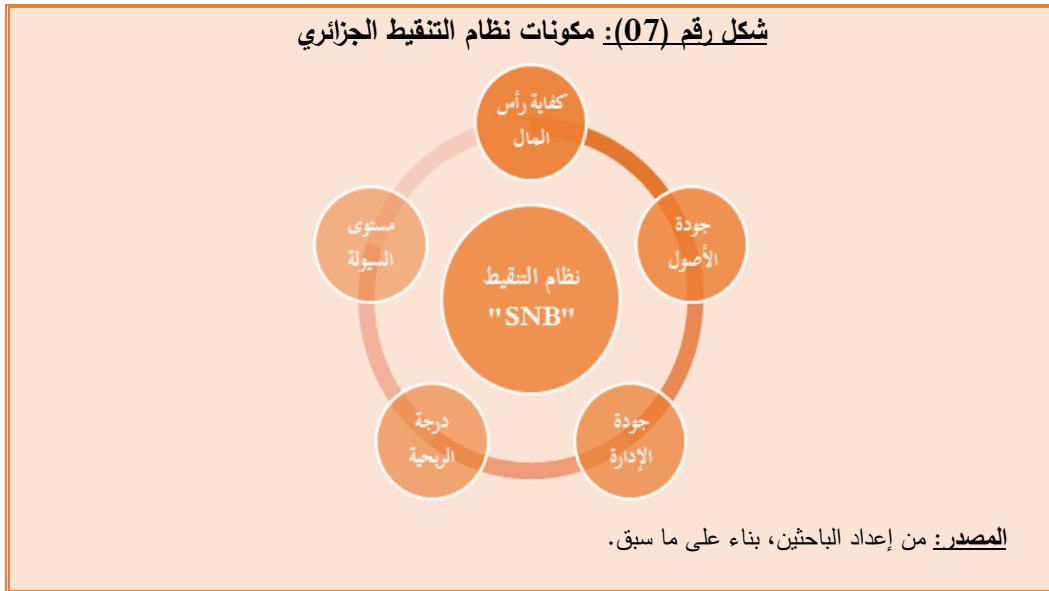 شكل رقم (07): مكونات نظام التنقيط الجزائري
كفاية رأس
المال
جودة
الأصول
جودة
الإدارة
درجة
الربحية
مستوى
السيولة
نظام التنقيط
"SNB"
المصدر: من إعداد الباحثين، بناء على ما سبق.